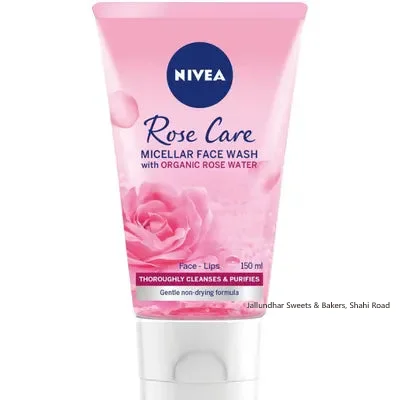 NIVEA
Rose Care
MICELLAR FACE WASH
with ORGANIC ROSE WATER
Face - Lips 150 ml
THOROUGHLY CLEANSES & PURIFIES
Gentle non-drying formula
Jallundhar Sweets & Bakers, Shahi Road